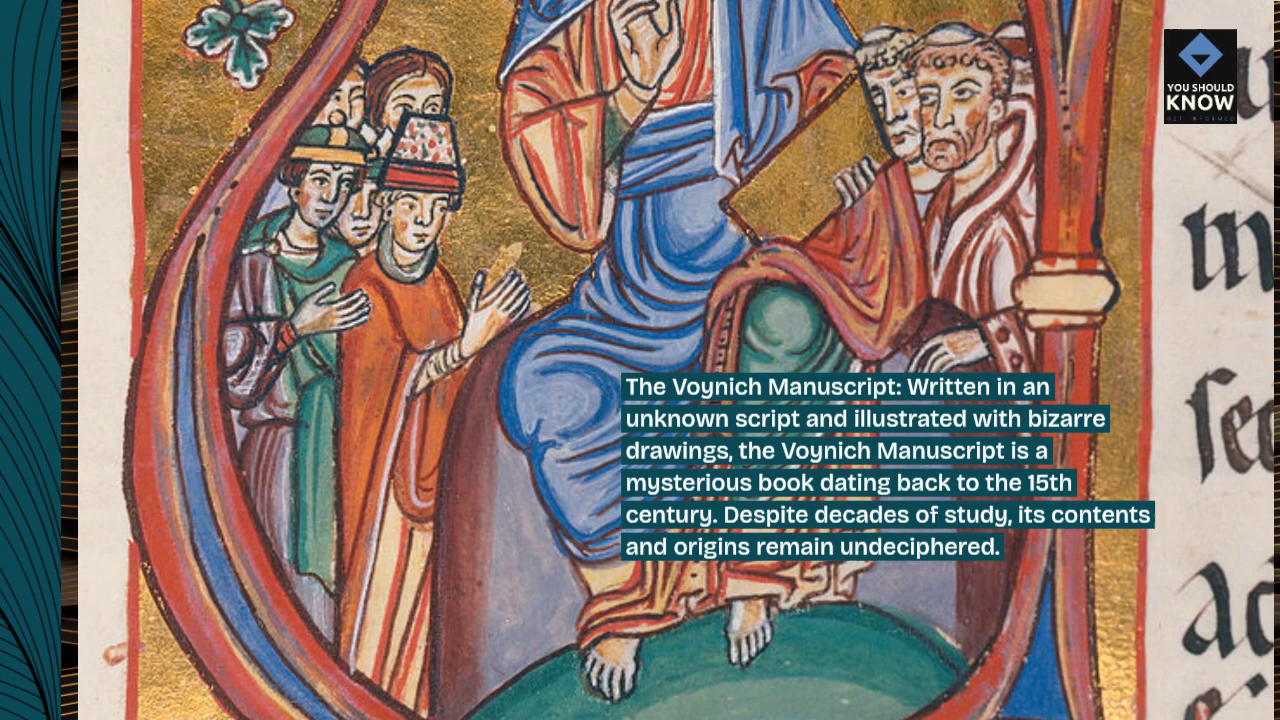 YOU SHOULD
KNOW
GET INFORMED
The Voynich Manuscript: Written in an
unknown script and illustrated with bizarre
drawings, the Voynich Manuscript is a
mysterious book dating back to the 15th
century. Despite decades of study, its contents
and origins remain undeciphered.